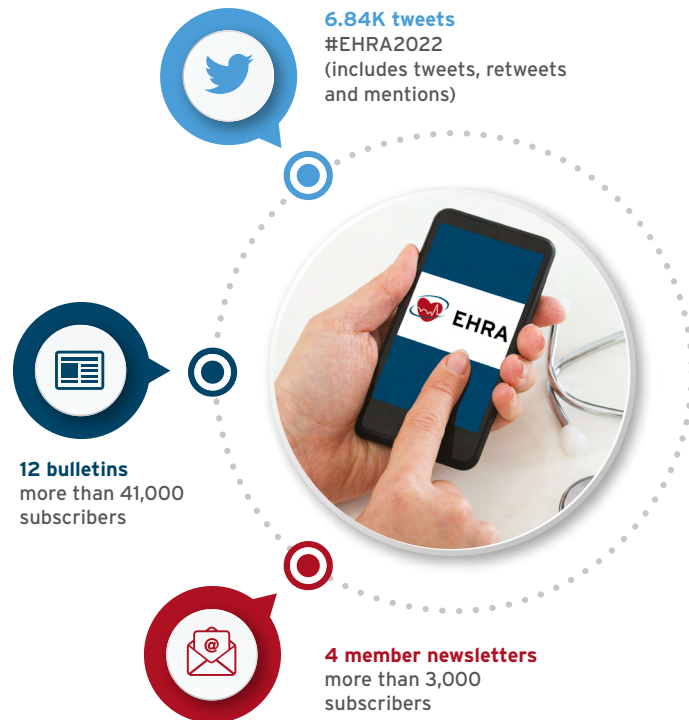 6.84K tweets
#EHRA2022
(includes tweets, retweets
and mentions)
EHRA
12 bulletins
more than 41,000
subscribers
@
4 member newsletters
more than 3,000
subscribers